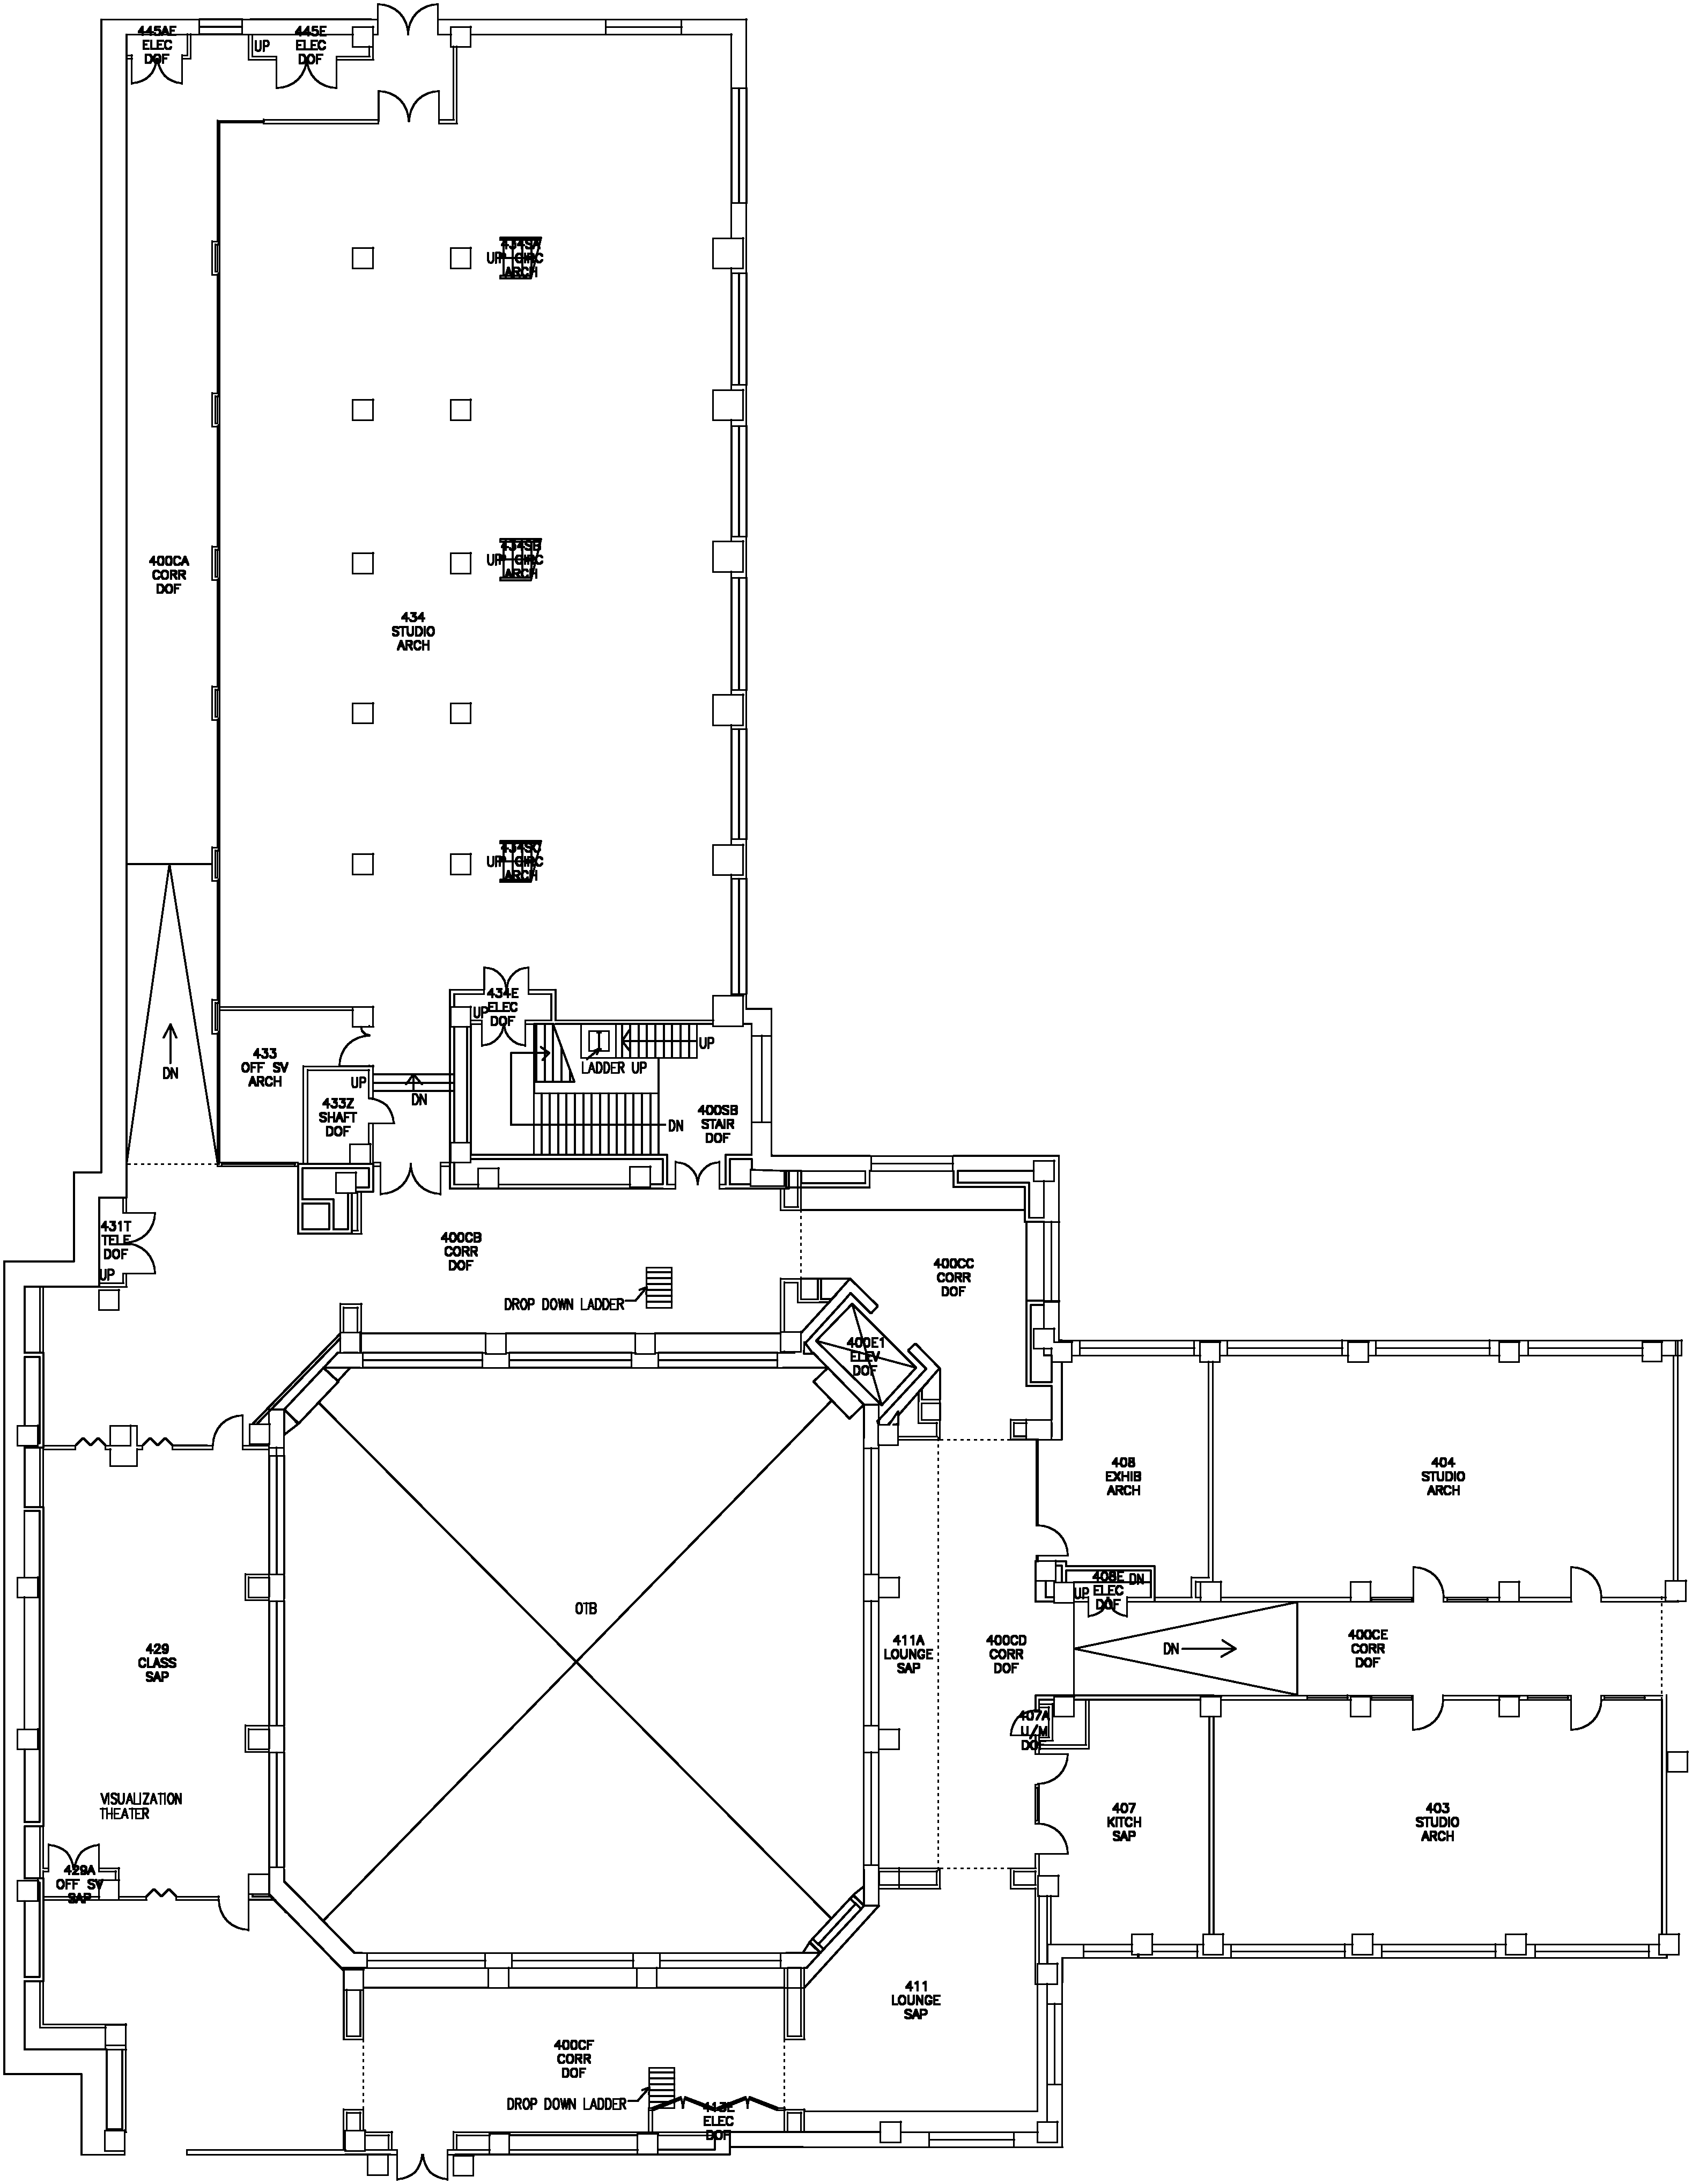 445AE
ELEC
DOF
UP
445E
ELEC
DOF
434SA
UP CIRC
ARCH
400CA
CORR
DOF
434SB
UP CIRC
ARCH
434
STUDIO
ARCH
434SC
UP CIRC
ARCH
434E
UP ELEC
DOF
DN
433
OFF SV
ARCH
UP
LADDER UP
UP
433Z
SHAFT
DOF
DN
DN
400SB
STAIR
DOF
431T
TELE
DOF
UP
400CB
CORR
DOF
DROP DOWN LADDER
400CC
CORR
DOF
400E1
ELEV
DOF
408
EXHIB
ARCH
404
STUDIO
ARCH
408E
ELEC
DOF
DN
UP
OTB
429
CLASS
SAP
411A
LOUNGE
SAP
400CD
CORR
DOF
DN
400CE
CORR
DOF
407A
U/M
DOF
VISUALIZATION
THEATER
407
KITCH
SAP
403
STUDIO
ARCH
429A
OFF SV
SAP
411
LOUNGE
SAP
400CF
CORR
DOF
DROP DOWN LADDER
ELEC
DOF